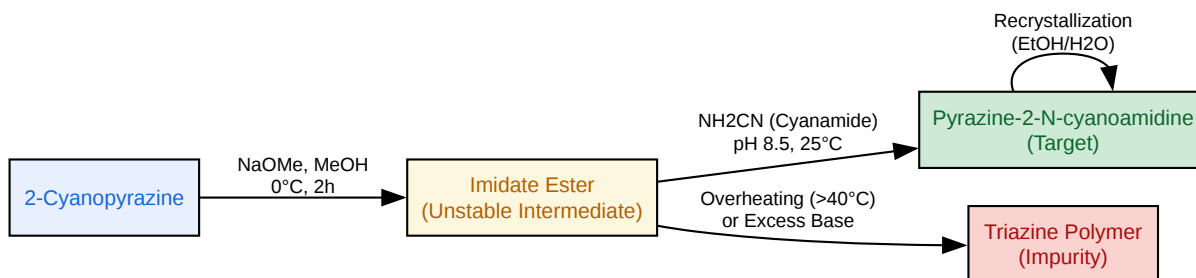 2-Cyanopyrazine
NaOMe, MeOH
0°C, 2h
Imidate Ester
(Unstable Intermediate)
NH2CN (Cyanamide)
pH 8.5, 25°C
Overheating (>40°C)
or Excess Base
Recrystallization
(EtOH/H2O)
Pyrazine-2-N-cyanoamidine
(Target)
Triazine Polymer
(Impurity)